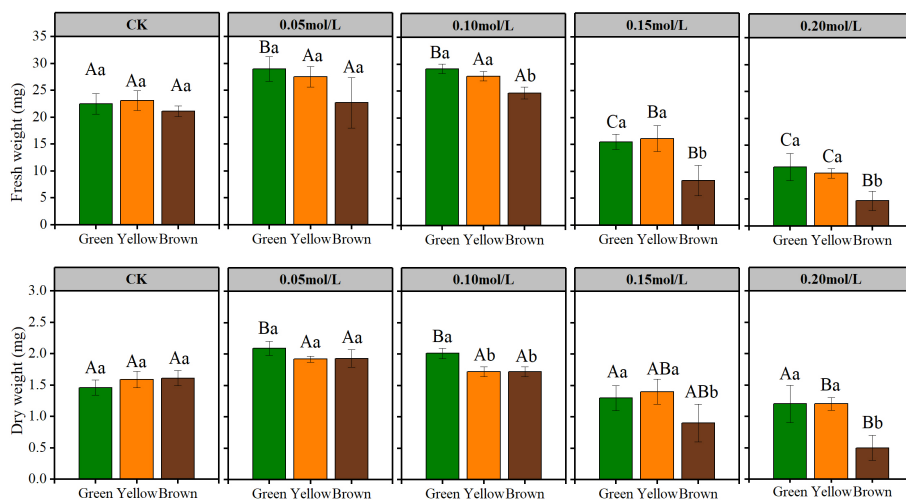 CK 0.05mol/L 0.10mol/L 0.15mol/L 0.20mol/L
Fresh weight (mg)
35
30
25
20
15
10
5
0
Aa Aa Aa
Ba Aa Aa
Ba Aa Ab
Ca Ba Bb
Ca Ca Bb
Green Yellow Brown Green Yellow Brown Green Yellow Brown Green Yellow Brown Green Yellow Brown
CK 0.05mol/L 0.10mol/L 0.15mol/L 0.20mol/L
Dry weight (mg)
3.0
2.5
2.0
1.5
1.0
0.5
0.0
Aa Aa Aa
Ba Aa Aa
Ba Ab Ab
Aa ABa ABb
Aa Ba Bb
Green Yellow Brown Green Yellow Brown Green Yellow Brown Green Yellow Brown Green Yellow Brown